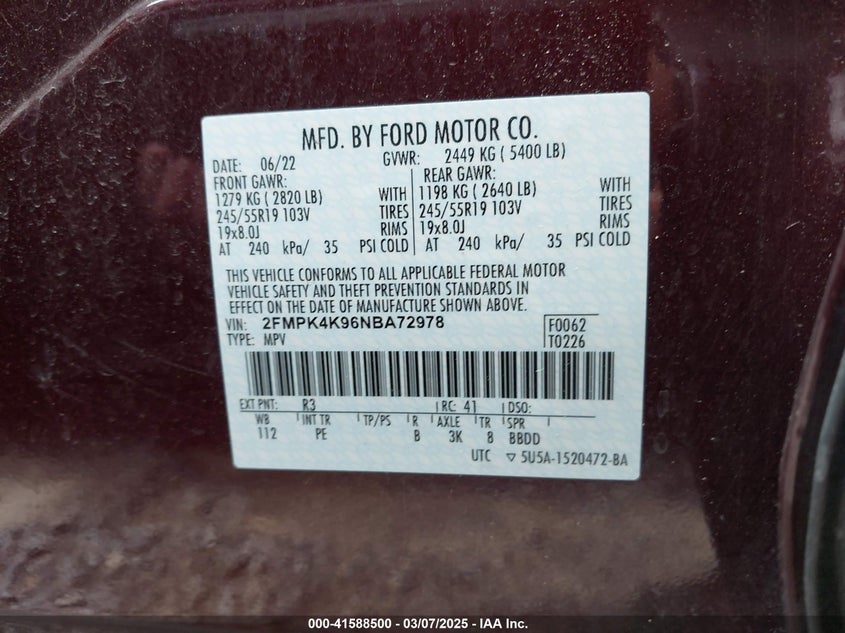 MFD. BY FORD MOTOR CO.
DATE: 06/22 GVWR: 2449 KG ( 5400 LB)
FRONT GAWR: REAR GAWR:
1279 KG ( 2820 LB) WITH 1198 KG ( 2640 LB) WITH
245/55R19 103V TIRES 245/55R19 103V TIRES
19x8.0J RIMS 19x8.0J RIMS
AT 240 kPa/ 35 PSI COLD AT 240 kPa/ 35 PSI COLD
THIS VEHICLE CONFORMS TO ALL APPLICABLE FEDERAL MOTOR
VEHICLE SAFETY AND THEFT PREVENTION STANDARDS IN
EFFECT ON THE DATE OF MANUFACTURE SHOWN ABOVE.
VIN: 2FMPK4K96NBA72978 F0062
TYPE: MPV T0226
EXT PNT: R3 RC: 41 DSO:
WB INT TR TP/PS R AXLE TR SPR
112 PE B 3K 8 BBDD
UTC ▽ 5U5A-1520472-BA
000-41588500 - 03/07/2025 - IAA Inc.